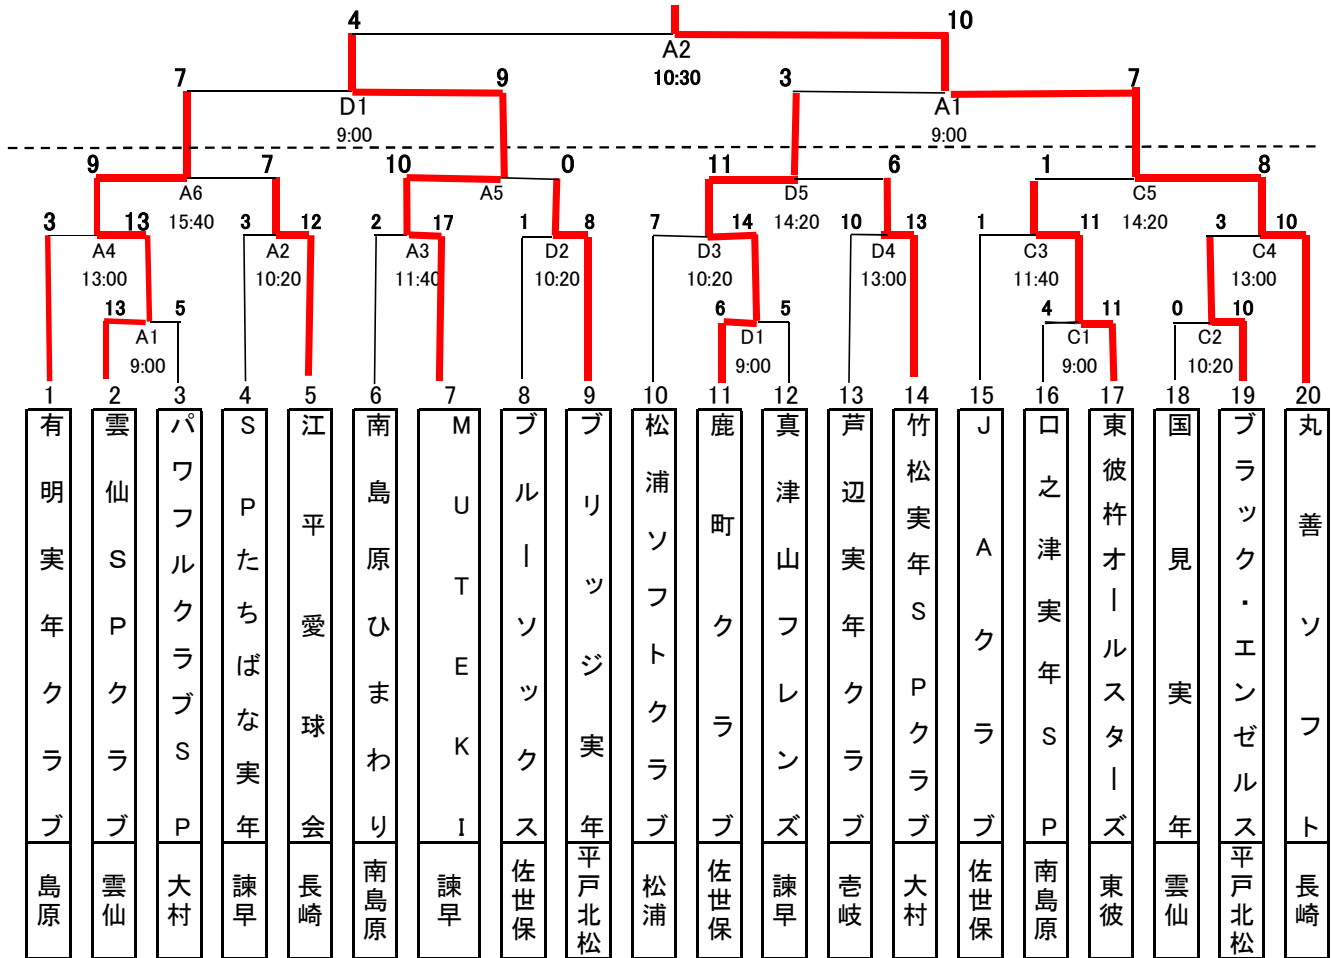 4 10
A2
10:30
7 9 3 7
D1 A1
9:00 9:00
9 7 10 0 11 6 1 8
A6 A5 D5 C5
15:40 14:20 14:20
3 13 3 12 2 17 1 8 7 14 10 13 1 11 3 10
A4 A2 A3 D2 D3 D4 C3 C4
13:00 10:20 11:40 10:20 10:20 13:00 11:40 13:00
13 5 6 5 4 11 0 10
A1 D1 C1 C2
9:00 9:00 9:00 10:20
1 2 3 4 5 6 7 8 9 10 11 12 13 14 15 16 17 18 19 20
有明実年クラブ
雲仙SPクラブ
パワフルクラブSP
SPたちばな実年
江平愛球会
南島原ひまわり
MUTEKI
ブルーソックス
ブリッジ実年
松浦ソフトクラブ
鹿町クラブ
真津山フレンズ
芦辺実年クラブ
竹松実年SPクラブ
JAクラブ
口之津実年SP
東彼杵オールスターズ
国見実年
ブラック・エンゼルス
丸善ソフト
島原
雲仙
大村
諫早
長崎
南島原
諫早
佐世保
平戸北松
松浦
佐世保
諫早
壱岐
大村
佐世保
南島原
東彼
雲仙
平戸北松
長崎